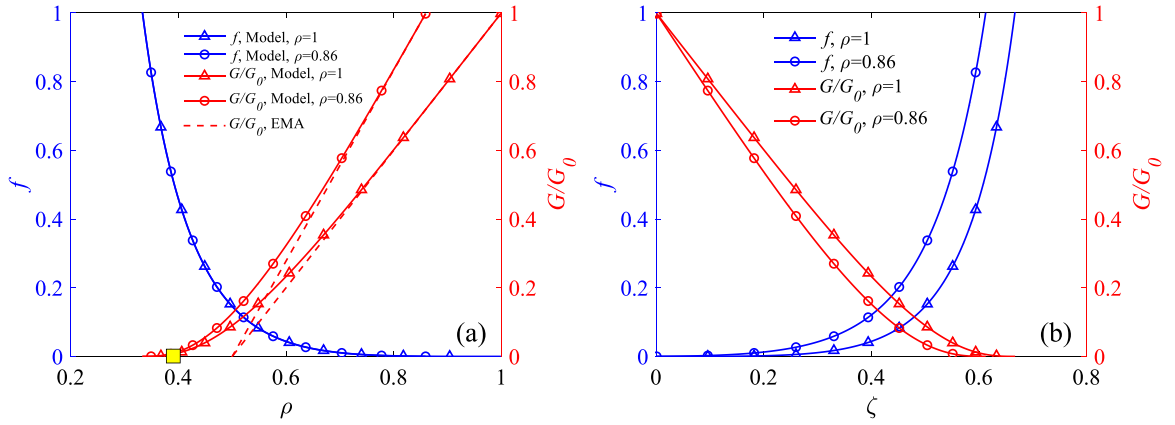 f, Model, ρ=1
f, Model, ρ=0.86
G/G0, Model, ρ=1
G/G0, Model, ρ=0.86
G/G0, EMA
1
0.8
0.6
0.4
0.2
0
f
1
0.8
0.6
0.4
0.2
0
G/G0
(a)
0.2 0.4 0.6 0.8 1
ρ
f, ρ=1
f, ρ=0.86
G/G0, ρ=1
G/G0, ρ=0.86
1
0.8
0.6
0.4
0.2
0
f
1
0.8
0.6
0.4
0.2
0
G/G0
(b)
0 0.2 0.4 0.6 0.8
ζ